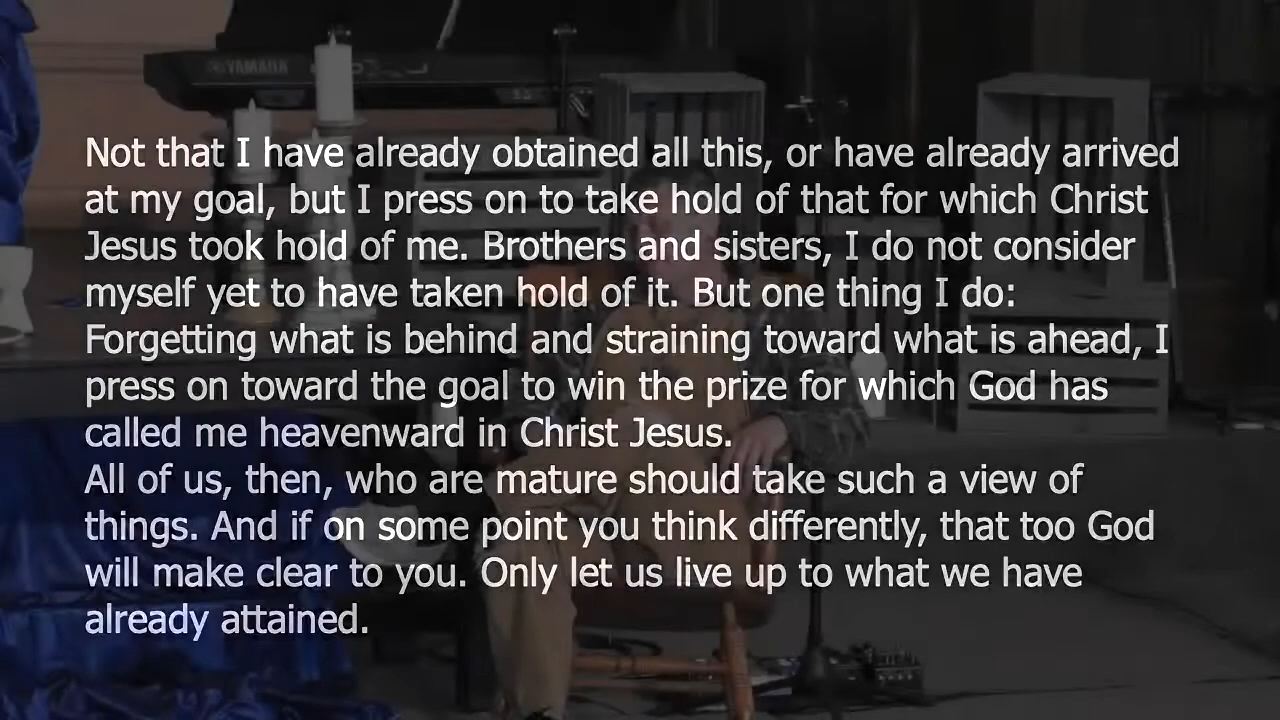 YAMAHA
Not that I have already obtained all this, or have already arrived
at my goal, but I press on to take hold of that for which Christ
Jesus took hold of me. Brothers and sisters, I do not consider
myself yet to have taken hold of it. But one thing I do:
Forgetting what is behind and straining toward what is ahead, I
press on toward the goal to win the prize for which God has
called me heavenward in Christ Jesus.
All of us, then, who are mature should take such a view of
things. And if on some point you think differently, that too God
will make clear to you. Only let us live up to what we have
already attained.